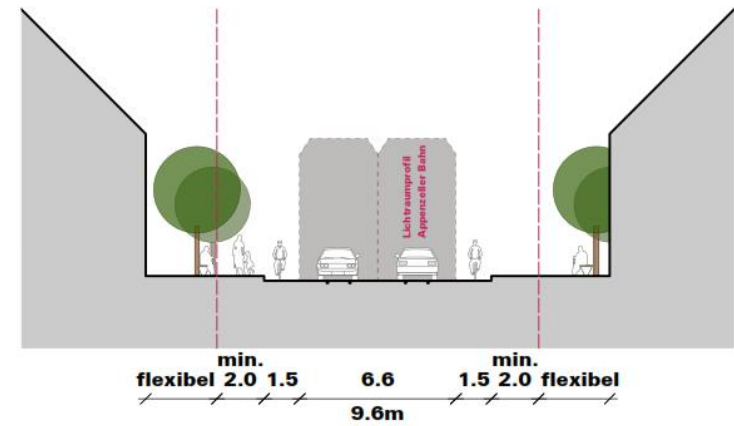 Lichtraumprofil
Appenzeller Bahn
min. min.
flexibel 2.0 1.5 6.6 1.5 2.0 flexibel
9.6m